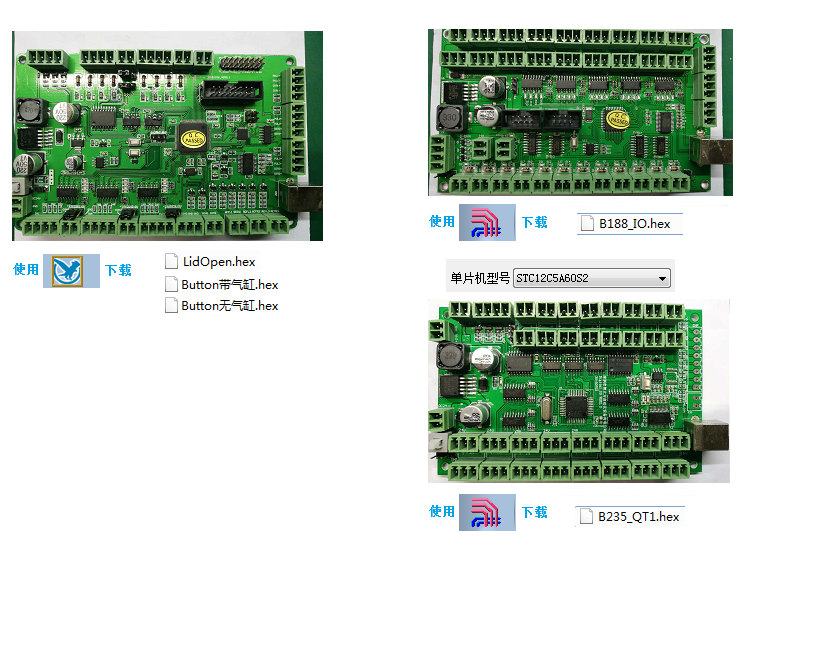 使用 下载
LidOpen.hex
Button带气缸.hex
Button无气缸.hex
使用 下载
B188_IO.hex
单片机型号 STC12C5A60S2
使用 下载
B235_QT1.hex